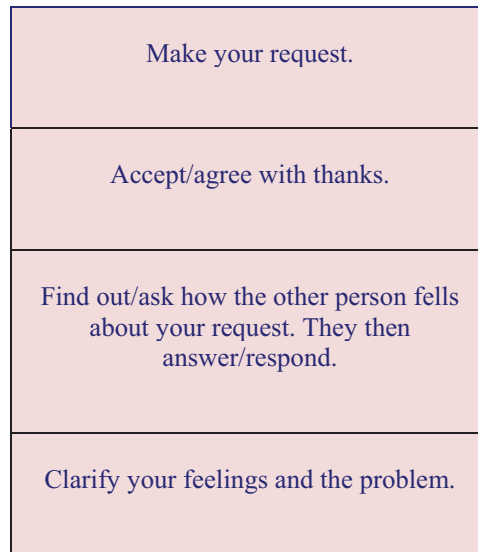 Make your request.
Accept/agree with thanks.
Find out/ask how the other person fells
about your request. They then
answer/respond.
Clarify your feelings and the problem.